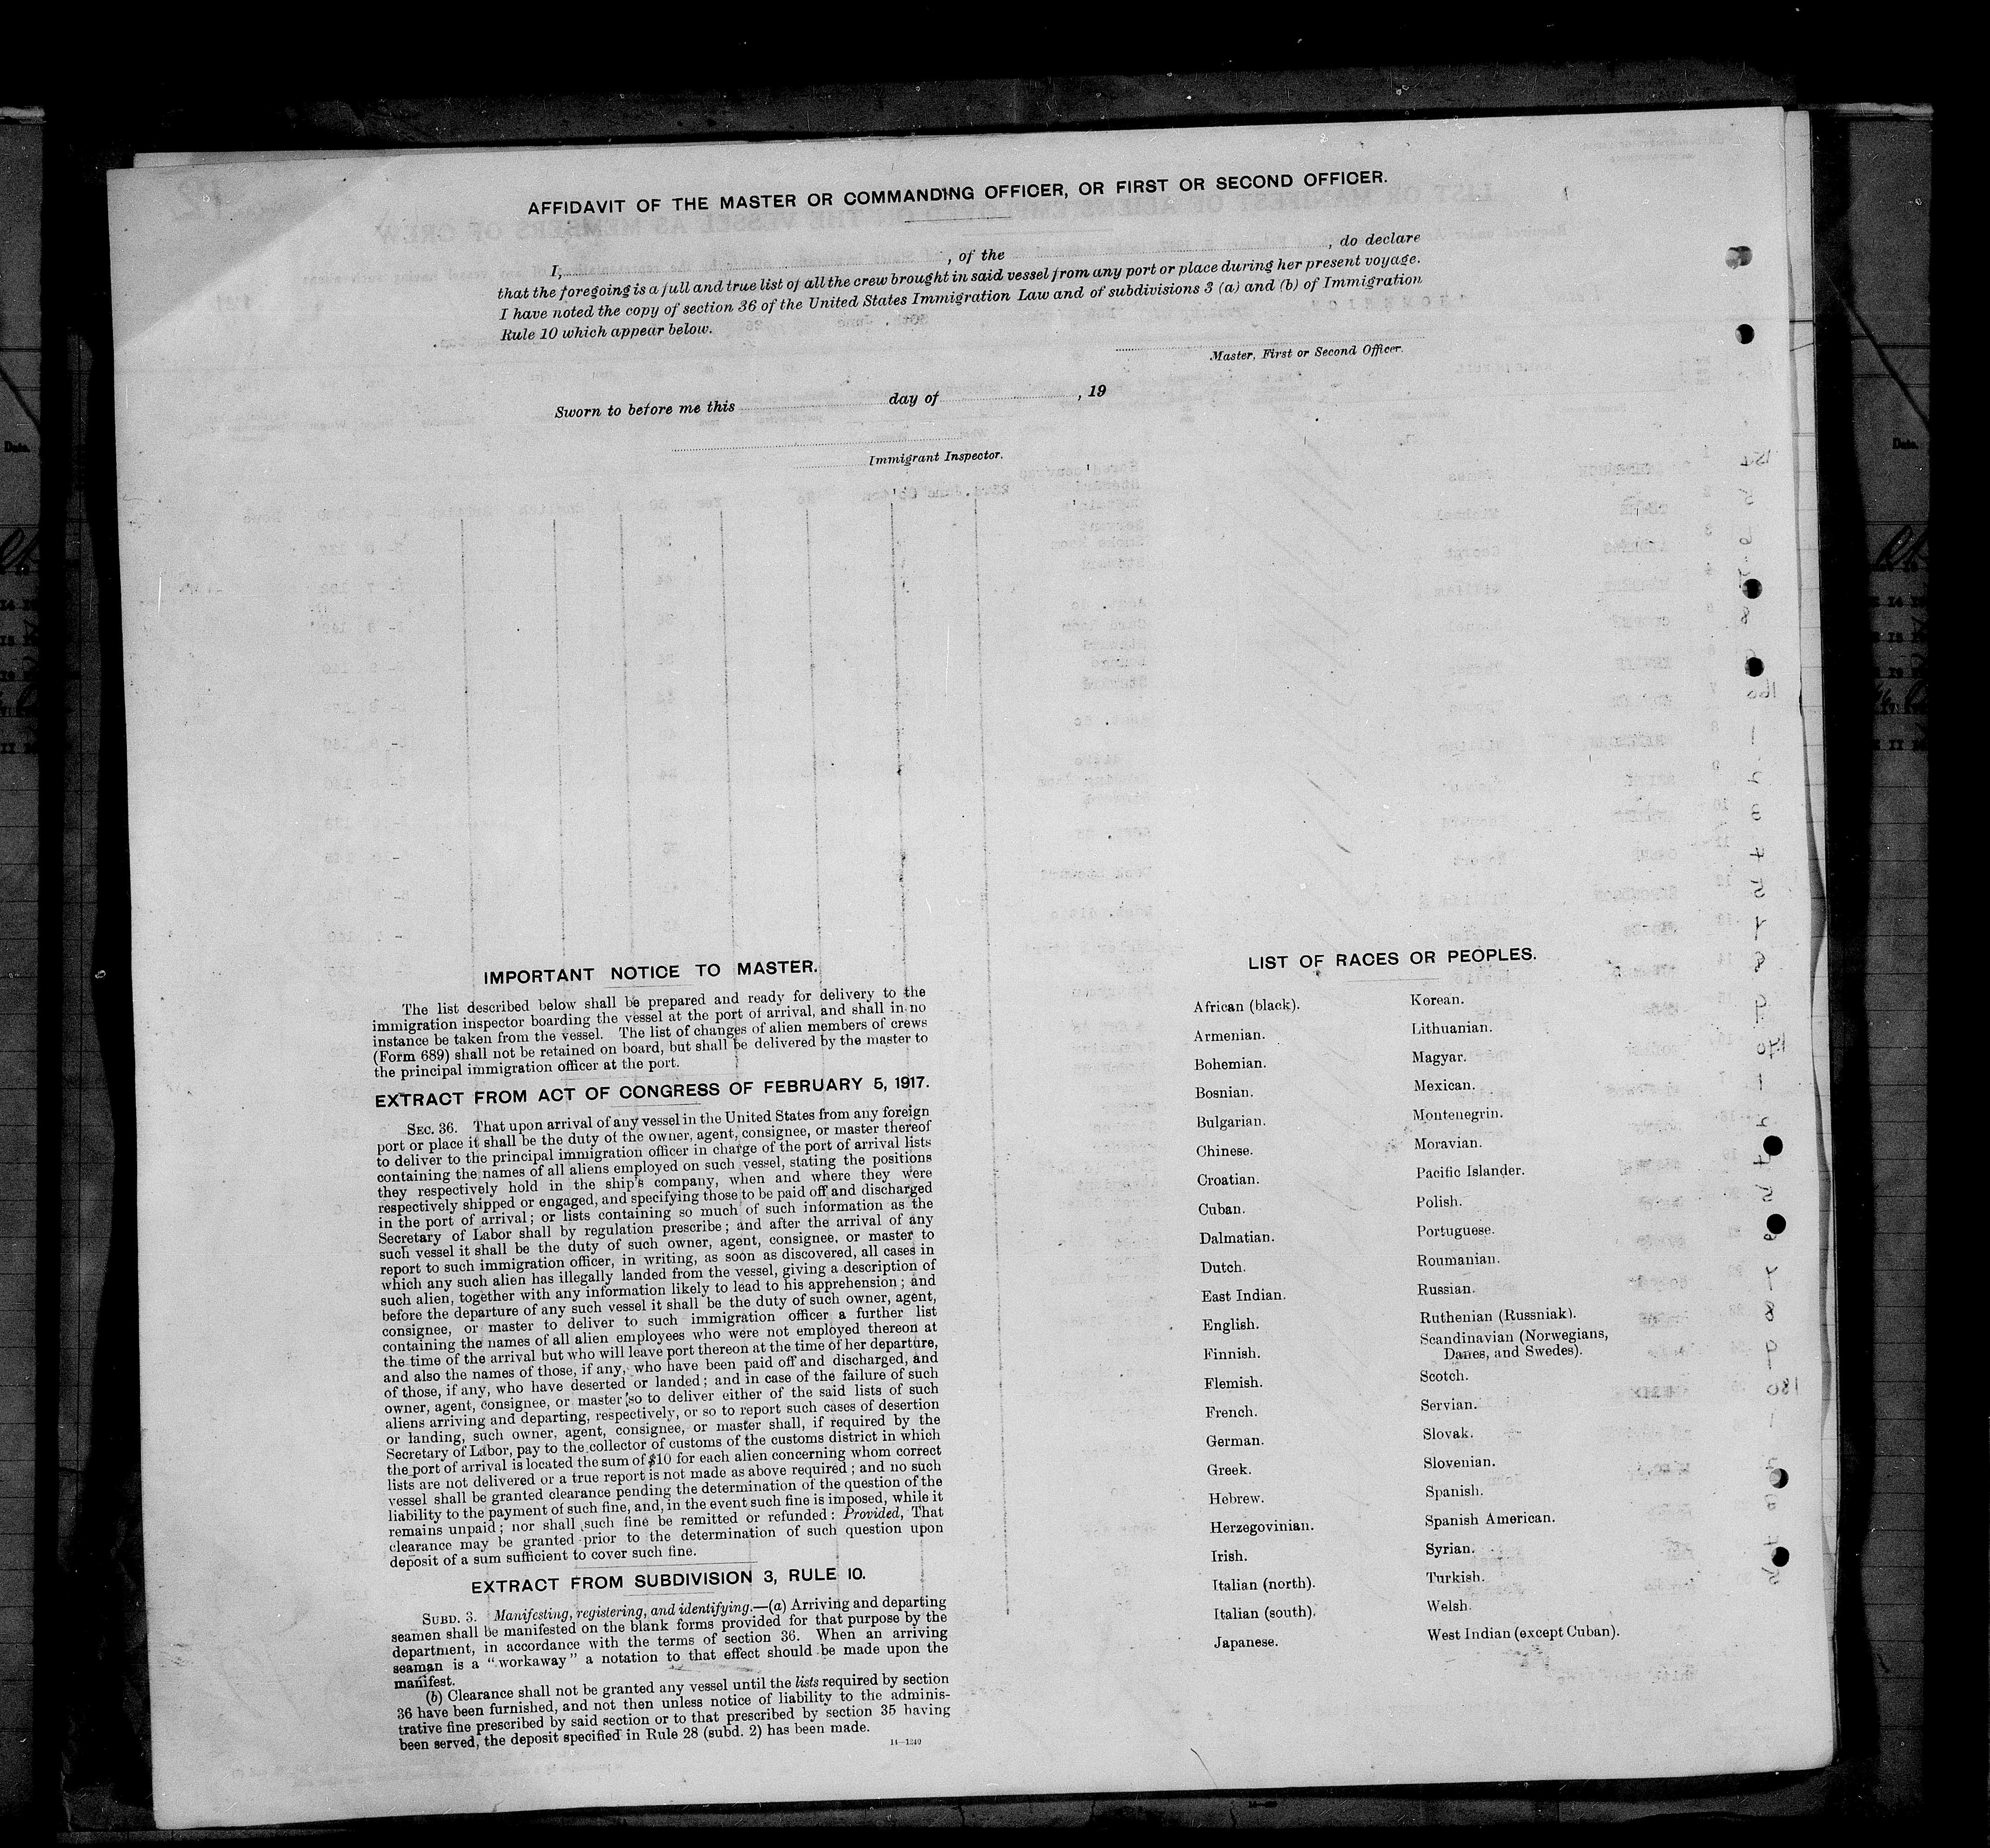 AFFIDAVIT OF THE MASTER OR COMMANDING OFFICER, OR FIRST OR SECOND OFFICER.
I, , of the , do declare
that the foregoing is a full and true list of all the crew brought in said vessel from any port or place during her present voyage.
I have noted the copy of section 36 of the United States Immigration Law and of subdivisions 3 (a) and (b) of Immigration
Rule 10 which appear below.
Master, First or Second Officer.
Sworn to before me this day of , 19
Immigrant Inspector.
IMPORTANT NOTICE TO MASTER.
The list described below shall be prepared and ready for delivery to the
immigration inspector boarding the vessel at the port of arrival, and shall in no
instance be taken from the vessel. The list of changes of alien members of crews
(Form 689) shall not be retained on board, but shall be delivered by the master to
the principal immigration officer at the port.
EXTRACT FROM ACT OF CONGRESS OF FEBRUARY 5, 1917.
SEC. 36. That upon arrival of any vessel in the United States from any foreign
port or place it shall be the duty of the owner, agent, consignee, or master thereof
to deliver to the principal immigration officer in charge of the port of arrival lists
containing the names of all aliens employed on such vessel, stating the positions
they respectively hold in the ship's company, when and where they were
respectively shipped or engaged, and specifying those to be paid off and discharged
in the port of arrival; or lists containing so much of such information as the
Secretary of Labor shall by regulation prescribe; and after the arrival of any
such vessel it shall be the duty of such owner, agent, consignee, or master to
report to such immigration officer, in writing, as soon as discovered, all cases in
which any such alien has illegally landed from the vessel, giving a description of
such alien, together with any information likely to lead to his apprehension; and
before the departure of any such vessel it shall be the duty of such owner, agent,
consignee, or master to deliver to such immigration officer a further list
containing the names of all alien employees who were not employed thereon at
the time of the arrival but who will leave port thereon at the time of her departure,
and also the names of those, if any, who have been paid off and discharged, and
of those, if any, who have deserted or landed; and in case of the failure of such
owner, agent, consignee, or master so to deliver either of the said lists of such
aliens arriving and departing, respectively, or so to report such cases of desertion
or landing, such owner, agent, consignee, or master shall, if required by the
Secretary of Labor, pay to the collector of customs of the customs district in which
the port of arrival is located the sum of $10 for each alien concerning whom correct
lists are not delivered or a true report is not made as above required; and no such
vessel shall be granted clearance pending the determination of the question of the
liability to the payment of such fine, and, in the event such fine is imposed, while it
remains unpaid; nor shall such fine be remitted or refunded: Provided, That
clearance may be granted prior to the determination of such question upon
deposit of a sum sufficient to cover such fine.
EXTRACT FROM SUBDIVISION 3, RULE 10.
SUBD. 3. Manifesting, registering, and identifying.—(a) Arriving and departing
seamen shall be manifested on the blank forms provided for that purpose by the
department, in accordance with the terms of section 36. When an arriving
seaman is a "workaway" a notation to that effect should be made upon the
manifest.
(b) Clearance shall not be granted any vessel until the lists required by section
36 have been furnished, and not then unless notice of liability to the adminis-
trative fine prescribed by said section or to that prescribed by section 35 having
been served, the deposit specified in Rule 28 (subd. 2) has been made.
14—1240
LIST OF RACES OR PEOPLES.
African (black).
Armenian.
Bohemian.
Bosnian.
Bulgarian.
Chinese.
Croatian.
Cuban.
Dalmatian.
Dutch.
East Indian.
English.
Finnish.
Flemish.
French.
German.
Greek.
Hebrew.
Herzegovinian.
Irish.
Italian (north).
Italian (south).
Japanese.
Korean.
Lithuanian.
Magyar.
Mexican.
Montenegrin.
Moravian.
Pacific Islander.
Polish.
Portuguese.
Roumanian.
Russian.
Ruthenian (Russniak).
Scandinavian (Norwegians,
Danes, and Swedes).
Scotch.
Servian.
Slovak.
Slovenian.
Spanish.
Spanish American.
Syrian.
Turkish.
Welsh.
West Indian (except Cuban).
Date.
Date.